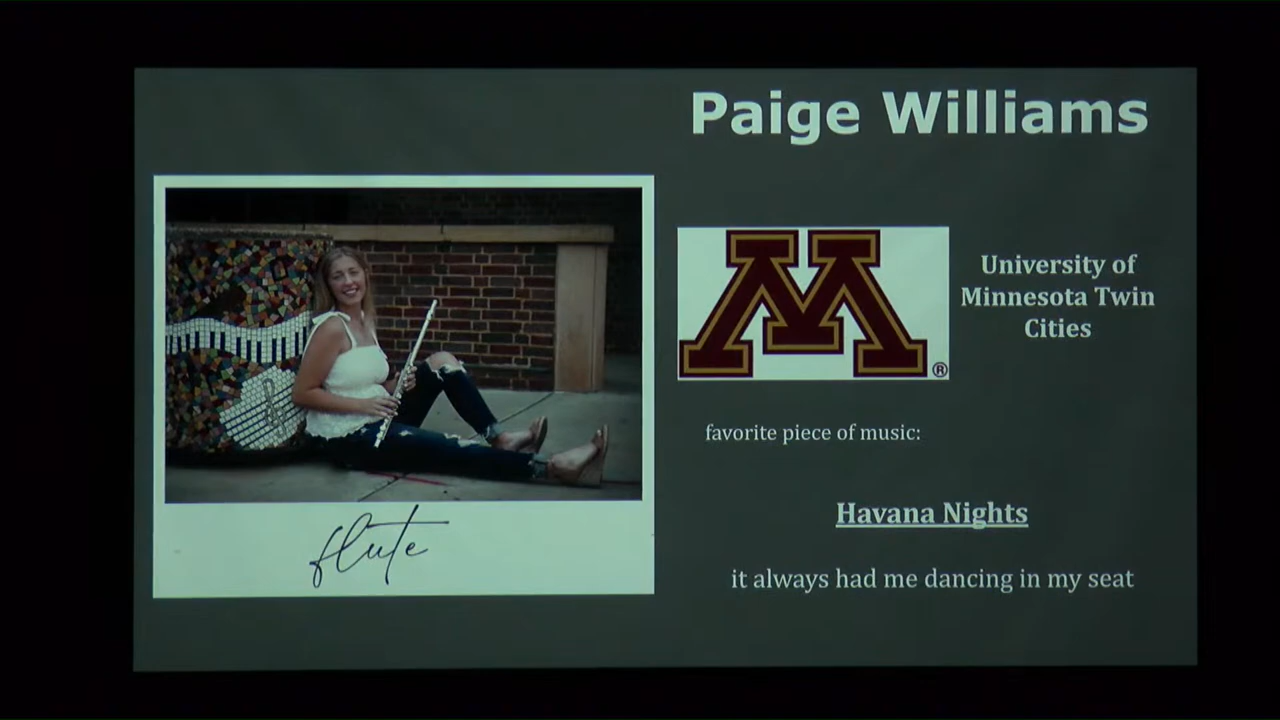 Paige Williams
M
®
University of
Minnesota Twin
Cities
favorite piece of music:
Havana Nights
it always had me dancing in my seat
flute